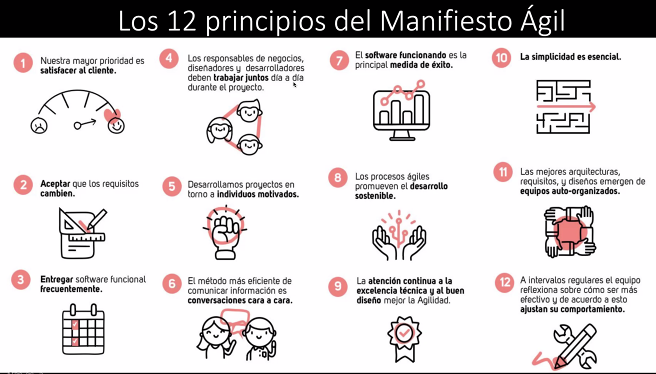 Los 12 principios del Manifiesto Ágil
1
Nuestra mayor prioridad es
satisfacer al cliente.
2
Aceptar que los requisitos
cambien.
3
Entregar software funcional
frecuentemente.
4
Los responsables de negocios,
diseñadores y desarrolladores
deben trabajar juntos día a día
durante el proyecto.
5
Desarrollamos proyectos en
torno a individuos motivados.
6
El método más eficiente de
comunicar información es
conversaciones cara a cara.
7
El software funcionando es la
principal medida de éxito.
8
Los procesos ágiles
promueven el desarrollo
sostenible.
9
La atención continua a la
excelencia técnica y al buen
diseño mejor la Agilidad.
10
La simplicidad es esencial.
11
Las mejores arquitecturas,
requisitos, y diseños emergen de
equipos auto-organizados.
12
A intervalos regulares el equipo
reflexiona sobre cómo ser más
efectivo y de acuerdo a esto
ajustan su comportamiento.